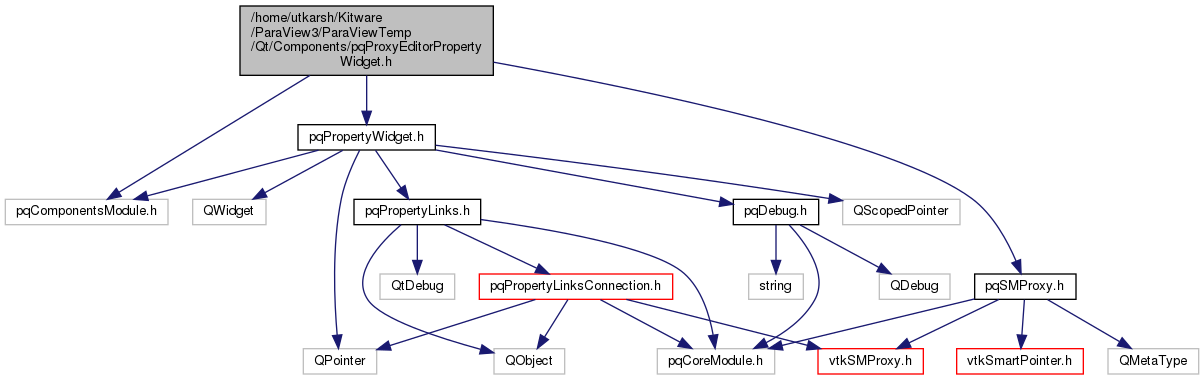 /home/utkarsh/Kitware
/ParaView3/ParaViewTemp
/Qt/Components/pqProxyEditorProperty
Widget.h
pqPropertyWidget.h
pqComponentsModule.h
QWidget
pqPropertyLinks.h
pqDebug.h
QScopedPointer
QtDebug
pqPropertyLinksConnection.h
string
QDebug
pqSMProxy.h
QPointer
QObject
pqCoreModule.h
vtkSMProxy.h
vtkSmartPointer.h
QMetaType